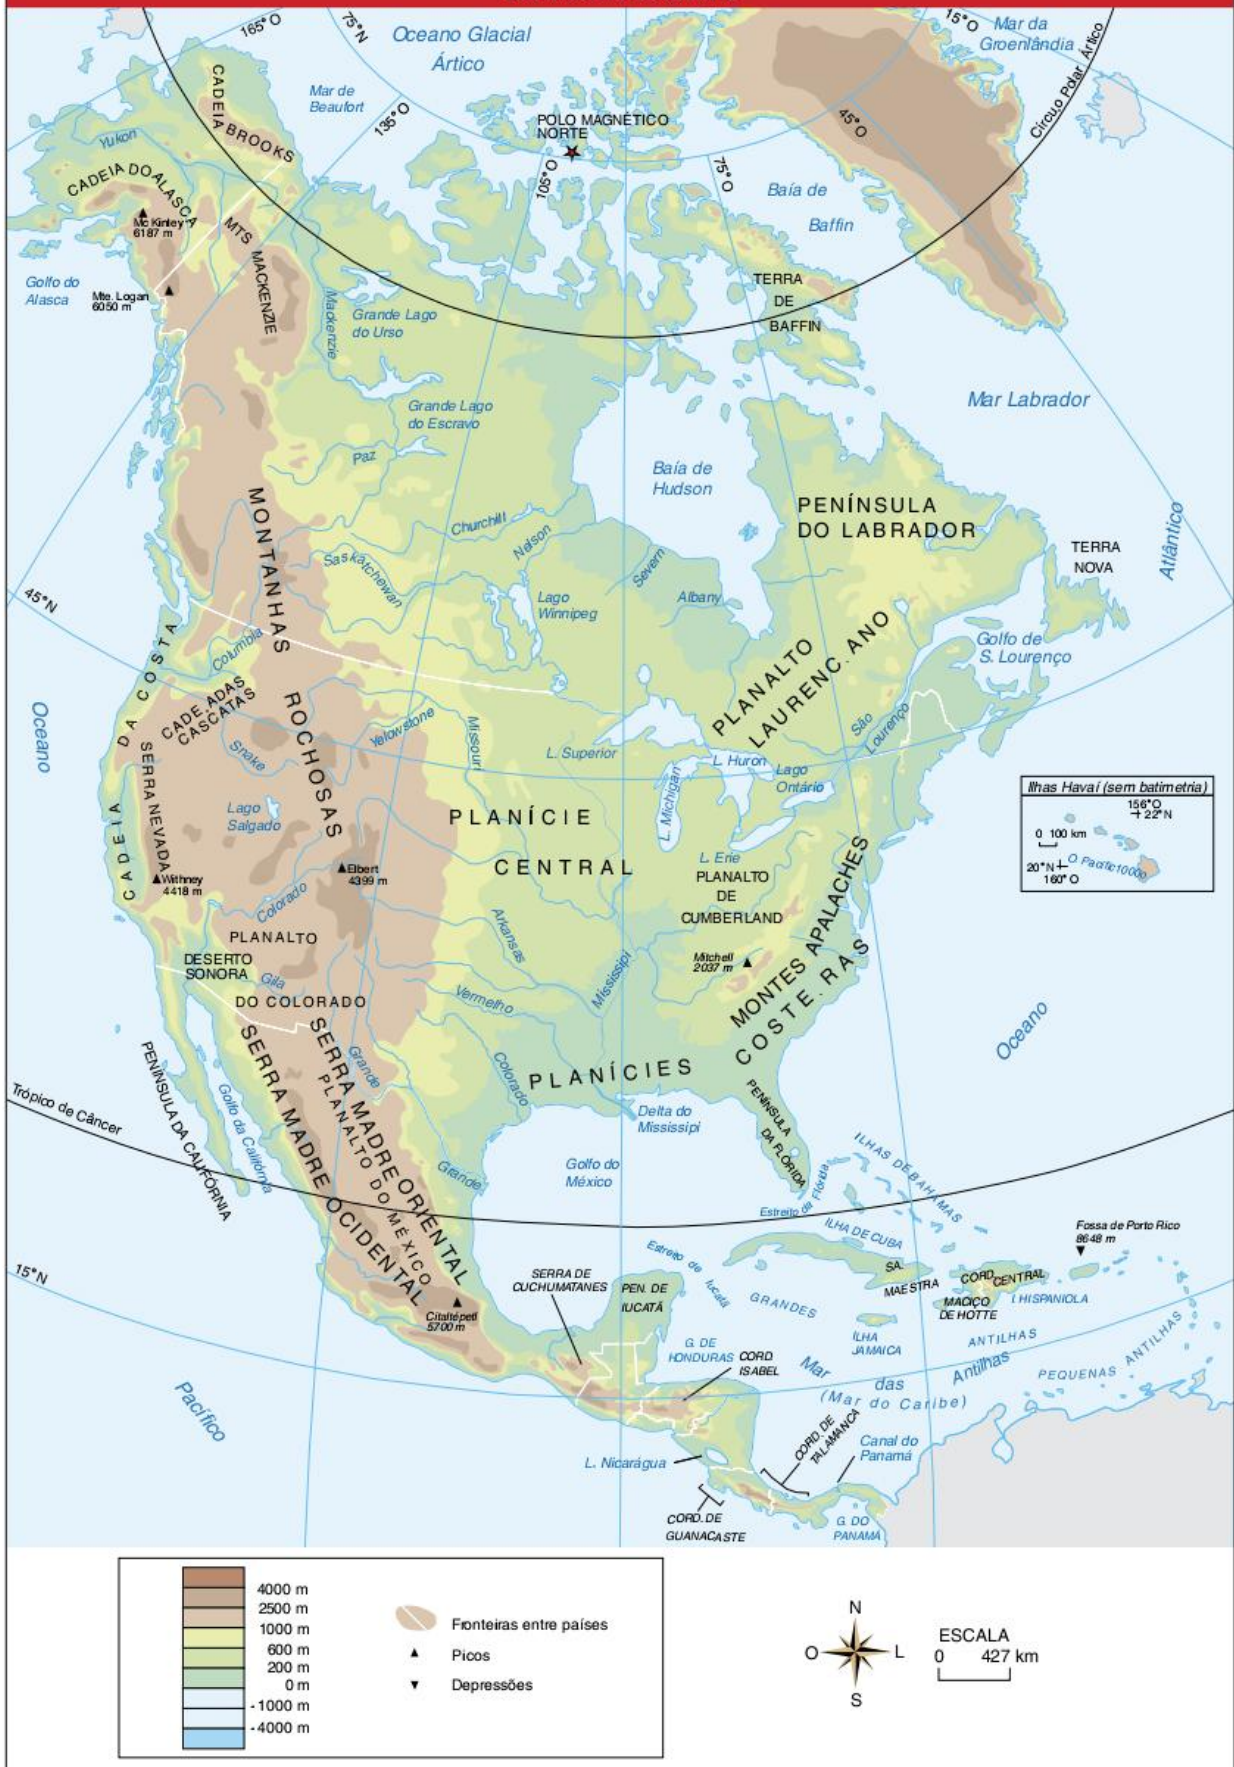 165°O
75°N
Oceano Glacial
Ártico
15°O
Mar da
Groenlândia
Círculo Polar Ártico
CADEIA BROOKS
Mar de
Beaufort
135°O
POLO MAGNÉTICO
NORTE
105°O
75°O
45°O
Yukon
CADEIA DO ALASCA
Mc Kinley
6187 m
MTS MACKENZIE
Baía de
Baffin
Golfo do
Alasca
Mte. Logan
6050 m
Mackenzie
Grande Lago
do Urso
TERRA
DE
BAFFIN
Grande Lago
do Escravo
Mar Labrador
Paz
Baía de
Hudson
MONTANHAS ROCHOSAS
Churchill
Nelson
PENÍNSULA
DO LABRADOR
Atlântico
TERRA
NOVA
Saskatchewan
Severn
Lago
Winnipeg
Albany
45°N
Golfo de
S. Lourenço
Columbia
PLANALTO
LAURENC.ANO
CADEIA DA COSTA
CADE.ADAS
CASCATAS
Oceano
Yelowstone
Missouri
São
Lourenço
SERRA NEVADA
Snake
L. Superior
L. Huron
Lago
Ontário
L. Michigan
Ilhas Havaí (sem batimetria)
156°O
22°N
0 100 km
20°N
160°O
O. Pacífic10000
Lago
Salgado
PLANÍCIE
CENTRAL
Elbert
4399 m
Withney
4418 m
L. Erie
PLANALTO
DE
CUMBERLAND
MONTES APALACHES
Colorado
Arkansas
PLANALTO
DESERTO
SONORA
Gila
DO COLORADO
Mitchell
2037 m
Mississipi
Vermelho
COSTE.RAS
PLANÍCIES
Oceano
PENÍNSULA DA CALIFÓRNIA
Golfo da Califórnia
SERRA MADRE OCIDENTAL
SERRA MADRE ORIENTAL
PLANALTO DO MÉXICO
Grande
Colorado
Delta do
Mississipi
PENÍNSULA
DA FLÓRIDA
Trópico de Câncer
Golfo do
México
Grande
ILHAS DE BAHAMAS
Estreito da Flórida
15°N
ILHA DE CUBA
Fossa de Porto Rico
8648 m
Estreito de Iucatã
SERRA DE
CUCHUMATANES
PEN. DE
IUCATÃ
SA.
MAESTRA
CORD.
CENTRAL
MACIÇO
DE HOTTE
I.HISPANIOLA
GRANDES
ANTILHAS
Citaltépetl
5700 m
ILHA
JAMAICA
G. DE
HONDURAS
CORD.
ISABEL
PEQUENAS ANTILHAS
Mar
das
Antilhas
(Mar do Caribe)
Pacífico
CORD. DE
TALAMANCA
Canal do
Panamá
L. Nicarágua
CORD. DE
GUANACASTE
G. DO
PANAMÁ
4000 m
2500 m
1000 m
600 m
200 m
0 m
-1000 m
-4000 m
Fronteiras entre países
Picos
Depressões
N
O
L
S
ESCALA
0 427 km